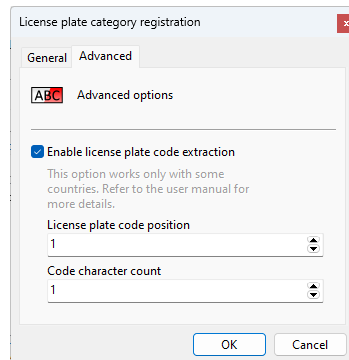 License plate category registration
x
General
Advanced
ABC
Advanced options
Enable license plate code extraction
This option works only with some
countries. Refer to the user manual for
more details.
License plate code position
1
Code character count
1
OK
Cancel